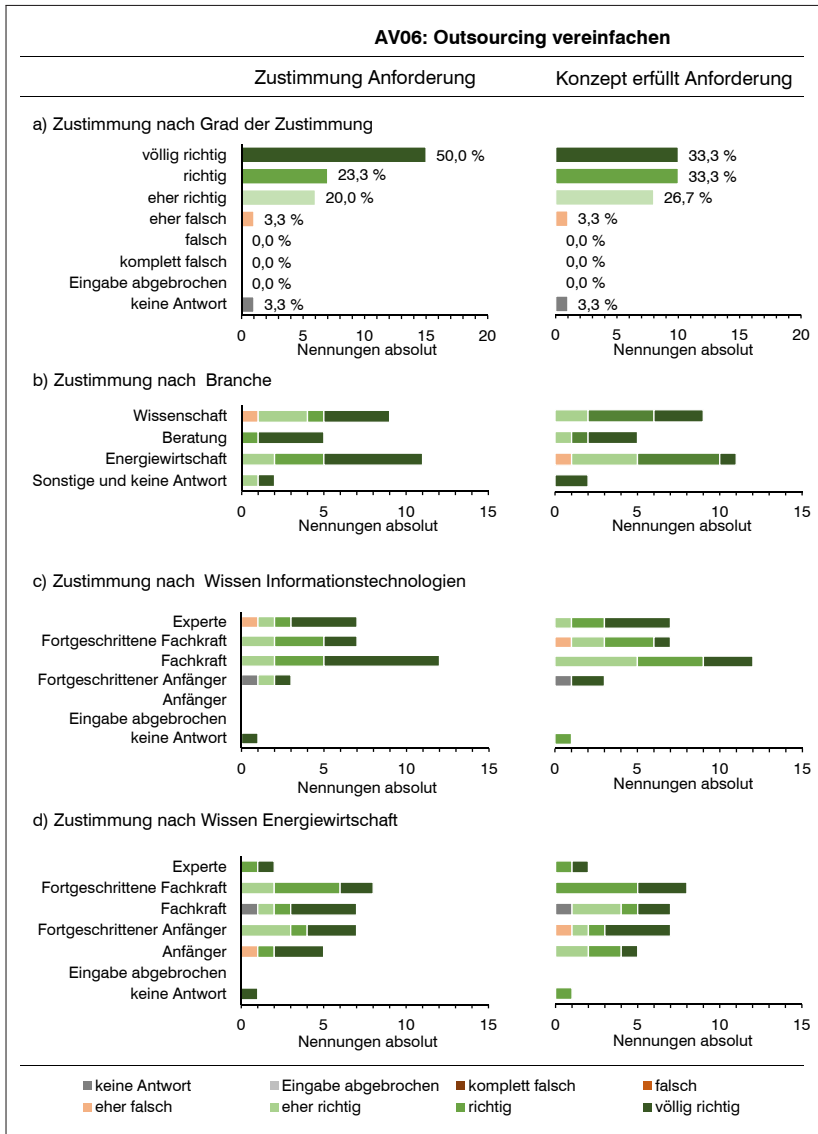 AV06: Outsourcing vereinfachen
Zustimmung Anforderung Konzept erfüllt Anforderung
a) Zustimmung nach Grad der Zustimmung
völlig richtig 50,0 % 33,3 %
richtig 23,3 % 33,3 %
eher richtig 20,0 % 26,7 %
eher falsch 3,3 % 3,3 %
falsch 0,0 % 0,0 %
komplett falsch 0,0 % 0,0 %
Eingabe abgebrochen 0,0 % 0,0 %
keine Antwort 3,3 % 3,3 %
0 5 10 15 20 0 5 10 15 20
Nennungen absolut Nennungen absolut
b) Zustimmung nach Branche
Wissenschaft
Beratung
Energiewirtschaft
Sonstige und keine Antwort
0 5 10 15 0 5 10 15
Nennungen absolut Nennungen absolut
c) Zustimmung nach Wissen Informationstechnologien
Experte
Fortgeschrittene Fachkraft
Fachkraft
Fortgeschrittener Anfänger
Anfänger
Eingabe abgebrochen
keine Antwort
0 5 10 15 0 5 10 15
Nennungen absolut Nennungen absolut
d) Zustimmung nach Wissen Energiewirtschaft
Experte
Fortgeschrittene Fachkraft
Fachkraft
Fortgeschrittener Anfänger
Anfänger
Eingabe abgebrochen
keine Antwort
0 5 10 15 0 5 10 15
Nennungen absolut Nennungen absolut
keine Antwort Eingabe abgebrochen komplett falsch falsch
eher falsch eher richtig richtig völlig richtig